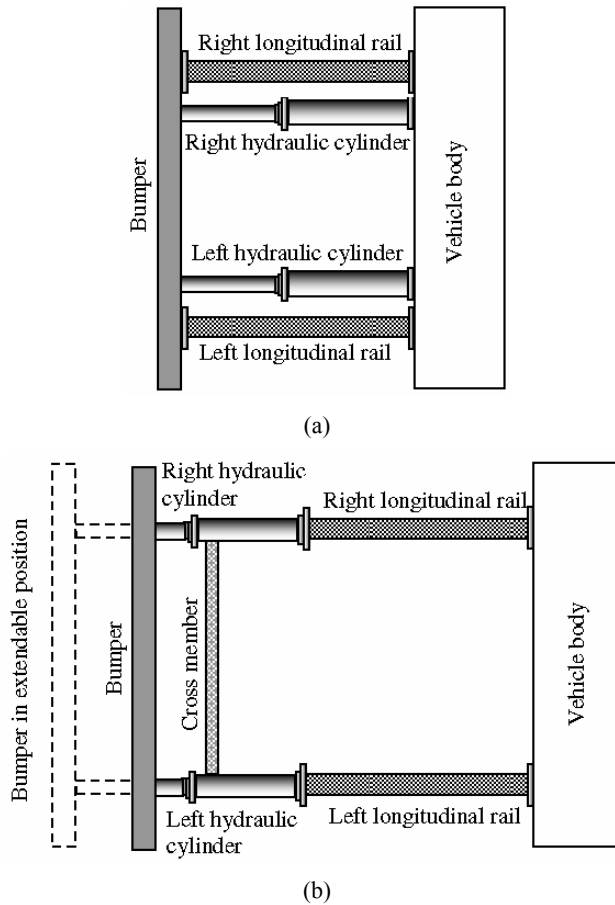 Right longitudinal rail
Right hydraulic cylinder
Bumper
Vehicle body
Left hydraulic cylinder
Left longitudinal rail
(a)
Right hydraulic
cylinder
Right longitudinal rail
Bumper in extendable position
Bumper
Cross member
Vehicle body
Left hydraulic
cylinder
Left longitudinal rail
(b)